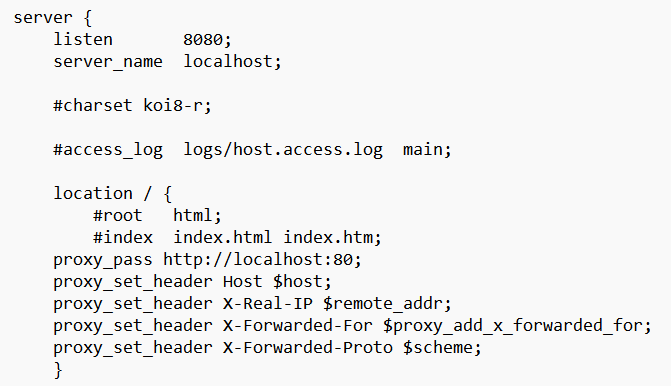 server {
    listen       8080;
    server_name  localhost;

    #charset koi8-r;

    #access_log  logs/host.access.log  main;

    location / {
        #root   html;
        #index  index.html index.htm;
    proxy_pass http://localhost:80;
    proxy_set_header Host $host;
    proxy_set_header X-Real-IP $remote_addr;
    proxy_set_header X-Forwarded-For $proxy_add_x_forwarded_for;
    proxy_set_header X-Forwarded-Proto $scheme;
    }